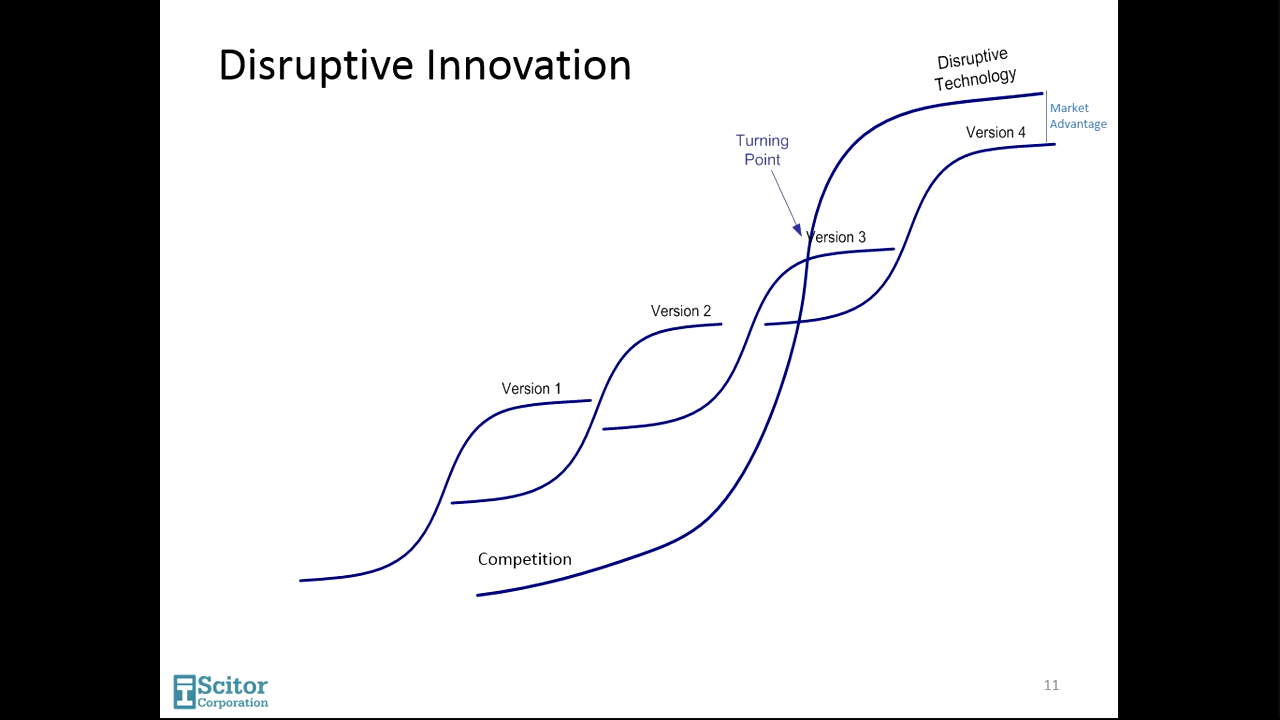 Disruptive Innovation
Disruptive
Technology
Market
Advantage
Version 4
Turning
Point
Version 3
Version 2
Version 1
Competition
Scitor
Corporation
11